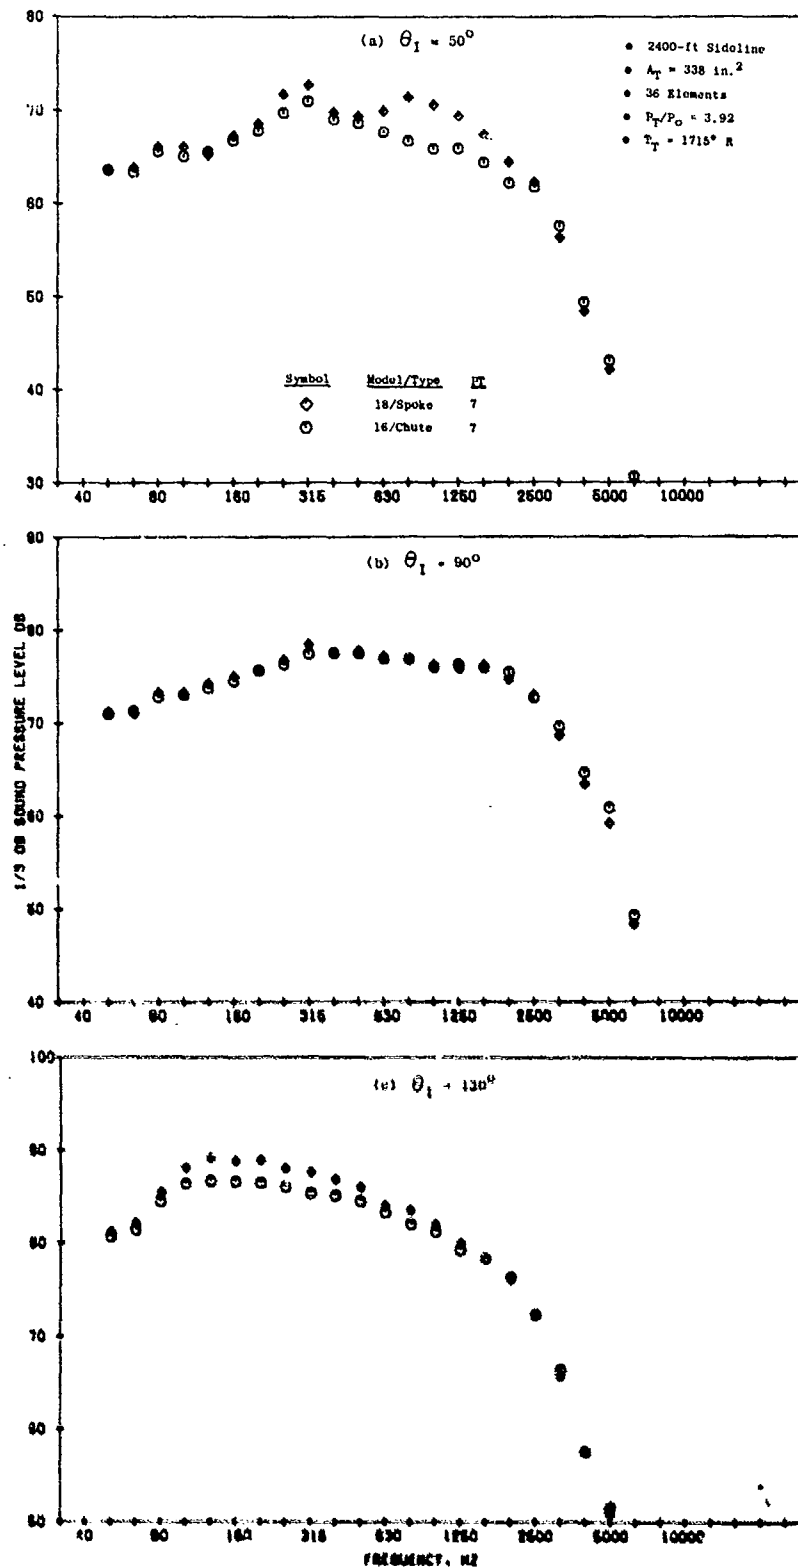 80
(a) θI = 50°
• 2400-ft Sideline
• AT = 338 in.2
• 36 Elements
• PT/Po = 3.92
• TT = 1715° R
70
60
50
Symbol Model/Type PT
18/Spoke 7
40
16/Chute 7
30
40 80 160 315 630 1250 2500 5000 10000
90
(b) θI = 90°
80
1/3 OB SOUND PRESSURE LEVEL DB
70
60
50
40
40 80 160 315 630 1250 2500 5000 10000
100
(c) θI = 130°
90
80
70
60
50
40 80 160 315 630 1250 2500 5000 10000
FREQUENCY, HZ